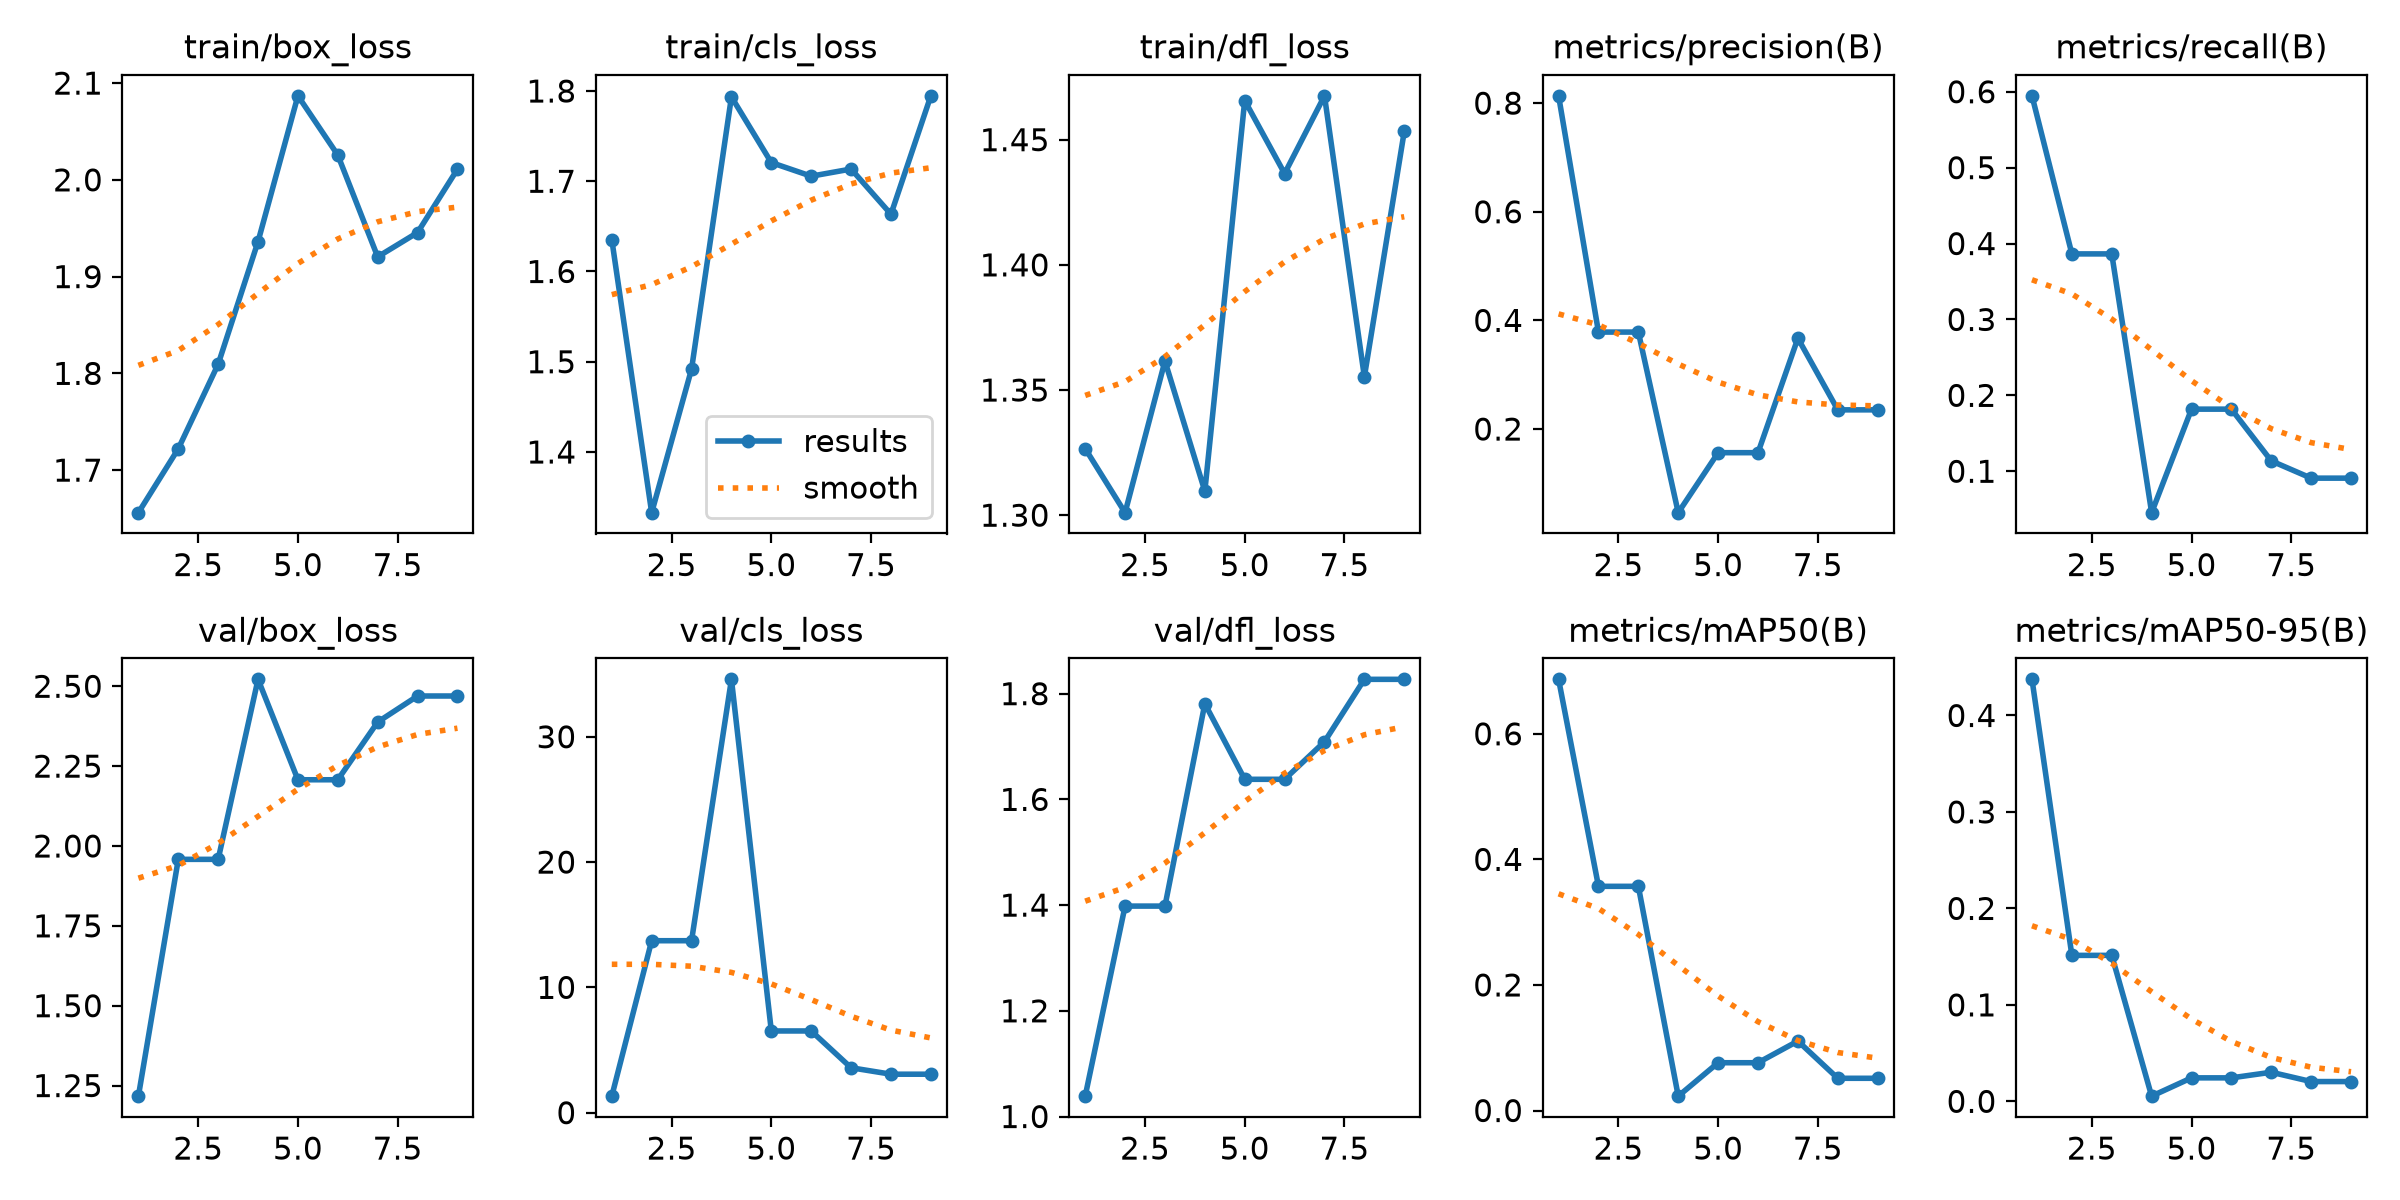 train/box_loss
train/cls_loss
train/dfl_loss
metrics/precision(B)
metrics/recall(B)
2.1
2.0
1.9
1.8
1.7
2.5 5.0 7.5
1.8
1.7
1.6
1.5
1.4
results
smooth
2.5 5.0 7.5
1.45
1.40
1.35
1.30
2.5 5.0 7.5
0.8
0.6
0.4
0.2
2.5 5.0 7.5
0.6
0.5
0.4
0.3
0.2
0.1
2.5 5.0 7.5
val/box_loss
val/cls_loss
val/dfl_loss
metrics/mAP50(B)
metrics/mAP50-95(B)
2.50
2.25
2.00
1.75
1.50
1.25
2.5 5.0 7.5
30
20
10
0
2.5 5.0 7.5
1.8
1.6
1.4
1.2
1.0
2.5 5.0 7.5
0.6
0.4
0.2
0.0
2.5 5.0 7.5
0.4
0.3
0.2
0.1
0.0
2.5 5.0 7.5